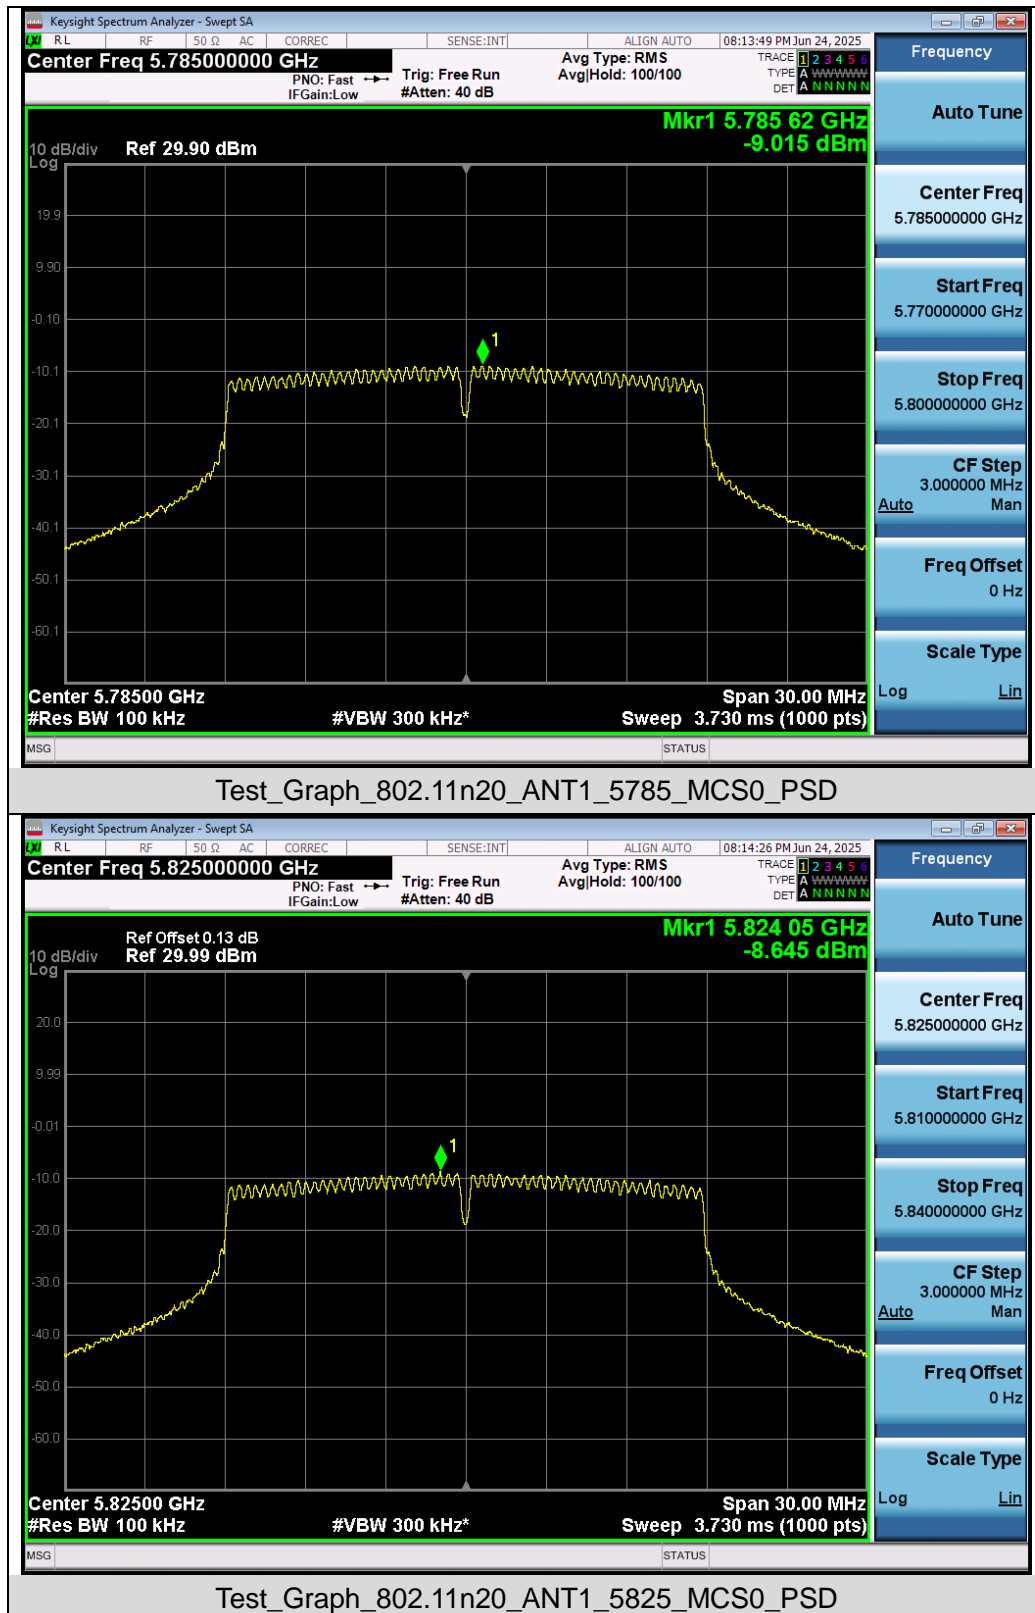 Keysight Spectrum Analyzer - Swept SA
LXI RL RF 50 Ω AC CORREC SENSE:INT ALIGN AUTO 08:13:49 PM Jun 24, 2025
Center Freq 5.785000000 GHz
PNO: Fast
IFGain:Low
Trig: Free Run
#Atten: 40 dB
Avg Type: RMS
Avg|Hold: 100/100
TRACE 1 2 3 4 5 6
TYPE A WWWWW
DET A N N N N N
Mkr1 5.785 62 GHz
-9.015 dBm
10 dB/div Ref 29.90 dBm
Log
19.9
9.90
-0.10
-10.1
-20.1
-30.1
-40.1
-50.1
-60.1
1
Center 5.78500 GHz Span 30.00 MHz
#Res BW 100 kHz #VBW 300 kHz* Sweep 3.730 ms (1000 pts)
MSG STATUS
Frequency
Auto Tune
Center Freq
5.785000000 GHz
Start Freq
5.770000000 GHz
Stop Freq
5.800000000 GHz
CF Step
3.000000 MHz
Auto Man
Freq Offset
0 Hz
Scale Type
Log Lin
Test_Graph_802.11n20_ANT1_5785_MCS0_PSD
Keysight Spectrum Analyzer - Swept SA
LXI RL RF 50 Ω AC CORREC SENSE:INT ALIGN AUTO 08:14:26 PM Jun 24, 2025
Center Freq 5.825000000 GHz
PNO: Fast
IFGain:Low
Trig: Free Run
#Atten: 40 dB
Avg Type: RMS
Avg|Hold: 100/100
TRACE 1 2 3 4 5 6
TYPE A WWWWW
DET A N N N N N
Mkr1 5.824 05 GHz
-8.645 dBm
Ref Offset 0.13 dB
10 dB/div Ref 29.99 dBm
Log
20.0
9.99
-0.01
-10.0
-20.0
-30.0
-40.0
-50.0
-60.0
1
Center 5.82500 GHz Span 30.00 MHz
#Res BW 100 kHz #VBW 300 kHz* Sweep 3.730 ms (1000 pts)
MSG STATUS
Frequency
Auto Tune
Center Freq
5.825000000 GHz
Start Freq
5.810000000 GHz
Stop Freq
5.840000000 GHz
CF Step
3.000000 MHz
Auto Man
Freq Offset
0 Hz
Scale Type
Log Lin
Test_Graph_802.11n20_ANT1_5825_MCS0_PSD